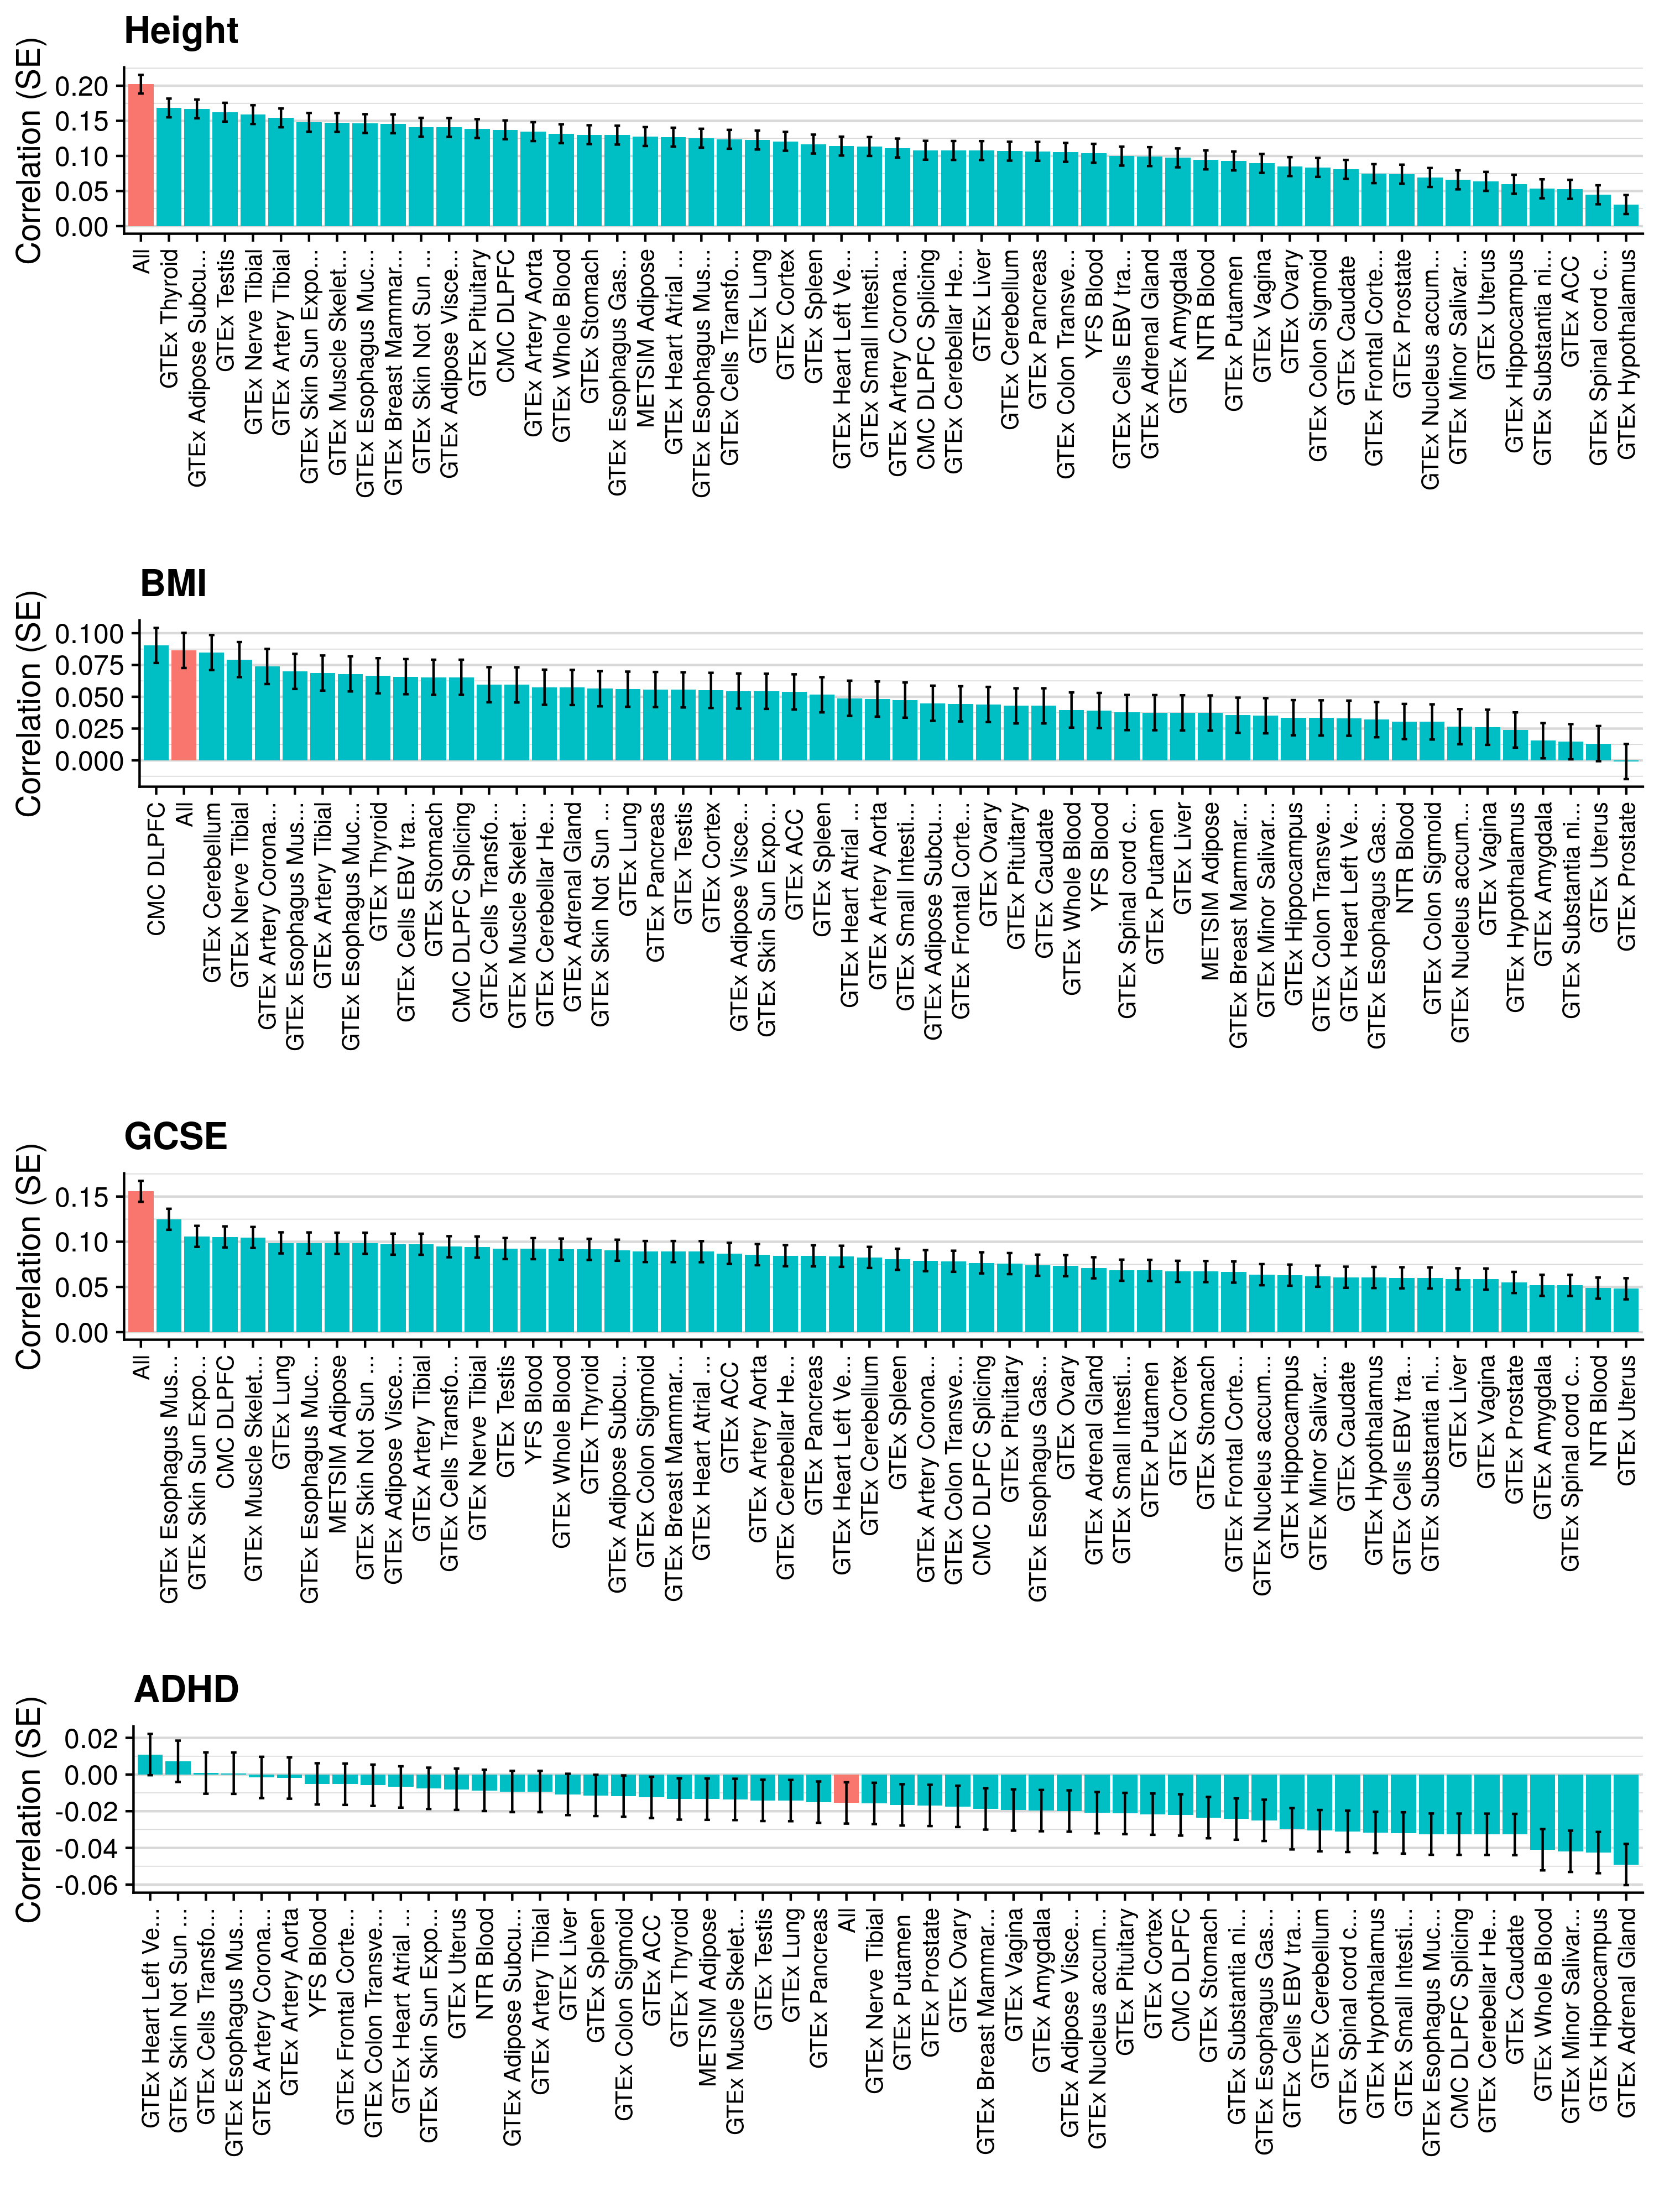 Height
Correlation (SE)
0.20
0.15
0.10
0.05
0.00
All
GTEx Thyroid
GTEx Adipose Subcu...
GTEx Testis
GTEx Nerve Tibial
GTEx Artery Tibial
GTEx Skin Sun Expo...
GTEx Muscle Skelet...
GTEx Esophagus Muc...
GTEx Breast Mammar...
GTEx Skin Not Sun ...
GTEx Adipose Visce...
GTEx Pituitary
CMC DLPFC
GTEx Artery Aorta
GTEx Whole Blood
GTEx Stomach
GTEx Esophagus Gas...
METSIM Adipose
GTEx Heart Atrial ...
GTEx Esophagus Mus...
GTEx Cells Transfo...
GTEx Lung
GTEx Cortex
GTEx Spleen
GTEx Heart Left Ve...
GTEx Small Intesti...
GTEx Artery Corona...
CMC DLPFC Splicing
GTEx Cerebellar He...
GTEx Liver
GTEx Cerebellum
GTEx Pancreas
GTEx Colon Transve...
YFS Blood
GTEx Cells EBV tra...
GTEx Adrenal Gland
GTEx Amygdala
NTR Blood
GTEx Putamen
GTEx Vagina
GTEx Ovary
GTEx Colon Sigmoid
GTEx Caudate
GTEx Frontal Corte...
GTEx Prostate
GTEx Nucleus accum...
GTEx Minor Salivar...
GTEx Uterus
GTEx Hippocampus
GTEx Substantia ni...
GTEx ACC
GTEx Spinal cord c...
GTEx Hypothalamus
BMI
Correlation (SE)
0.100
0.075
0.050
0.025
0.000
CMC DLPFC
All
GTEx Cerebellum
GTEx Nerve Tibial
GTEx Artery Corona...
GTEx Esophagus Mus...
GTEx Artery Tibial
GTEx Esophagus Muc...
GTEx Thyroid
GTEx Cells EBV tra...
GTEx Stomach
CMC DLPFC Splicing
GTEx Cells Transfo...
GTEx Muscle Skelet...
GTEx Cerebellar He...
GTEx Adrenal Gland
GTEx Skin Not Sun ...
GTEx Lung
GTEx Pancreas
GTEx Testis
GTEx Cortex
GTEx Adipose Visce...
GTEx Skin Sun Expo...
GTEx ACC
GTEx Spleen
GTEx Heart Atrial ...
GTEx Artery Aorta
GTEx Small Intesti...
GTEx Adipose Subcu...
GTEx Frontal Corte...
GTEx Ovary
GTEx Pituitary
GTEx Caudate
GTEx Whole Blood
YFS Blood
GTEx Spinal cord c...
GTEx Putamen
GTEx Liver
METSIM Adipose
GTEx Breast Mammar...
GTEx Minor Salivar...
GTEx Hippocampus
GTEx Colon Transve...
GTEx Heart Left Ve...
GTEx Esophagus Gas...
NTR Blood
GTEx Colon Sigmoid
GTEx Nucleus accum...
GTEx Vagina
GTEx Hypothalamus
GTEx Amygdala
GTEx Substantia ni...
GTEx Uterus
GTEx Prostate
GCSE
Correlation (SE)
0.15
0.10
0.05
0.00
All
GTEx Esophagus Mus...
GTEx Skin Sun Expo...
CMC DLPFC
GTEx Muscle Skelet...
GTEx Lung
GTEx Esophagus Muc...
METSIM Adipose
GTEx Skin Not Sun ...
GTEx Adipose Visce...
GTEx Artery Tibial
GTEx Cells Transfo...
GTEx Nerve Tibial
GTEx Testis
YFS Blood
GTEx Whole Blood
GTEx Thyroid
GTEx Adipose Subcu...
GTEx Colon Sigmoid
GTEx Breast Mammar...
GTEx Heart Atrial ...
GTEx ACC
GTEx Artery Aorta
GTEx Cerebellar He...
GTEx Pancreas
GTEx Heart Left Ve...
GTEx Cerebellum
GTEx Spleen
GTEx Artery Corona...
GTEx Colon Transve...
CMC DLPFC Splicing
GTEx Pituitary
GTEx Esophagus Gas...
GTEx Ovary
GTEx Adrenal Gland
GTEx Small Intesti...
GTEx Putamen
GTEx Cortex
GTEx Stomach
GTEx Frontal Corte...
GTEx Nucleus accum...
GTEx Hippocampus
GTEx Minor Salivar...
GTEx Caudate
GTEx Hypothalamus
GTEx Cells EBV tra...
GTEx Substantia ni...
GTEx Liver
GTEx Vagina
GTEx Prostate
GTEx Amygdala
GTEx Spinal cord c...
NTR Blood
GTEx Uterus
ADHD
Correlation (SE)
0.02
0.00
-0.02
-0.04
-0.06
GTEx Heart Left Ve...
GTEx Skin Not Sun ...
GTEx Cells Transfo...
GTEx Esophagus Mus...
GTEx Artery Corona...
GTEx Artery Aorta
YFS Blood
GTEx Frontal Corte...
GTEx Colon Transve...
GTEx Heart Atrial ...
GTEx Skin Sun Expo...
GTEx Uterus
NTR Blood
GTEx Adipose Subcu...
GTEx Artery Tibial
GTEx Liver
GTEx Spleen
GTEx Colon Sigmoid
GTEx ACC
GTEx Thyroid
METSIM Adipose
GTEx Muscle Skelet...
GTEx Testis
GTEx Lung
GTEx Pancreas
All
GTEx Nerve Tibial
GTEx Putamen
GTEx Prostate
GTEx Ovary
GTEx Breast Mammar...
GTEx Vagina
GTEx Amygdala
GTEx Adipose Visce...
GTEx Nucleus accum...
GTEx Pituitary
GTEx Cortex
CMC DLPFC
GTEx Stomach
GTEx Substantia ni...
GTEx Esophagus Gas...
GTEx Cells EBV tra...
GTEx Cerebellum
GTEx Spinal cord c...
GTEx Hypothalamus
GTEx Small Intesti...
GTEx Esophagus Muc...
CMC DLPFC Splicing
GTEx Cerebellar He...
GTEx Caudate
GTEx Whole Blood
GTEx Minor Salivar...
GTEx Hippocampus
GTEx Adrenal Gland